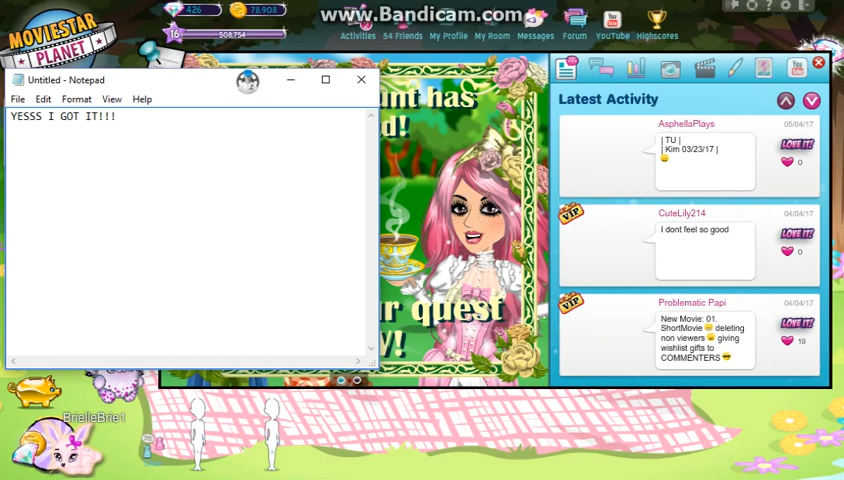 www.Bandicam.com
MOVIESTAR
PLANET
426
78,908
16
508,754
Activities
54 Friends
My Profile
My Room
Messages
Forum
YouTube
Highscores
Untitled - Notepad
File Edit Format View Help
YESSS I GOT IT!!!
unt has
d!
ur quest
y!
Latest Activity
AsphellaPlays
05/04/17
| TU |
| Kim 03/23/17 |
LOVE IT!
0
VIP
CuteLily214
04/04/17
I dont feel so good
LOVE IT!
0
VIP
Problematic Papi
04/04/17
New Movie: 01.
ShortMovie deleting
non viewers giving
wishlist gifts to
COMMENTERS
LOVE IT!
19
BrielleBrie1